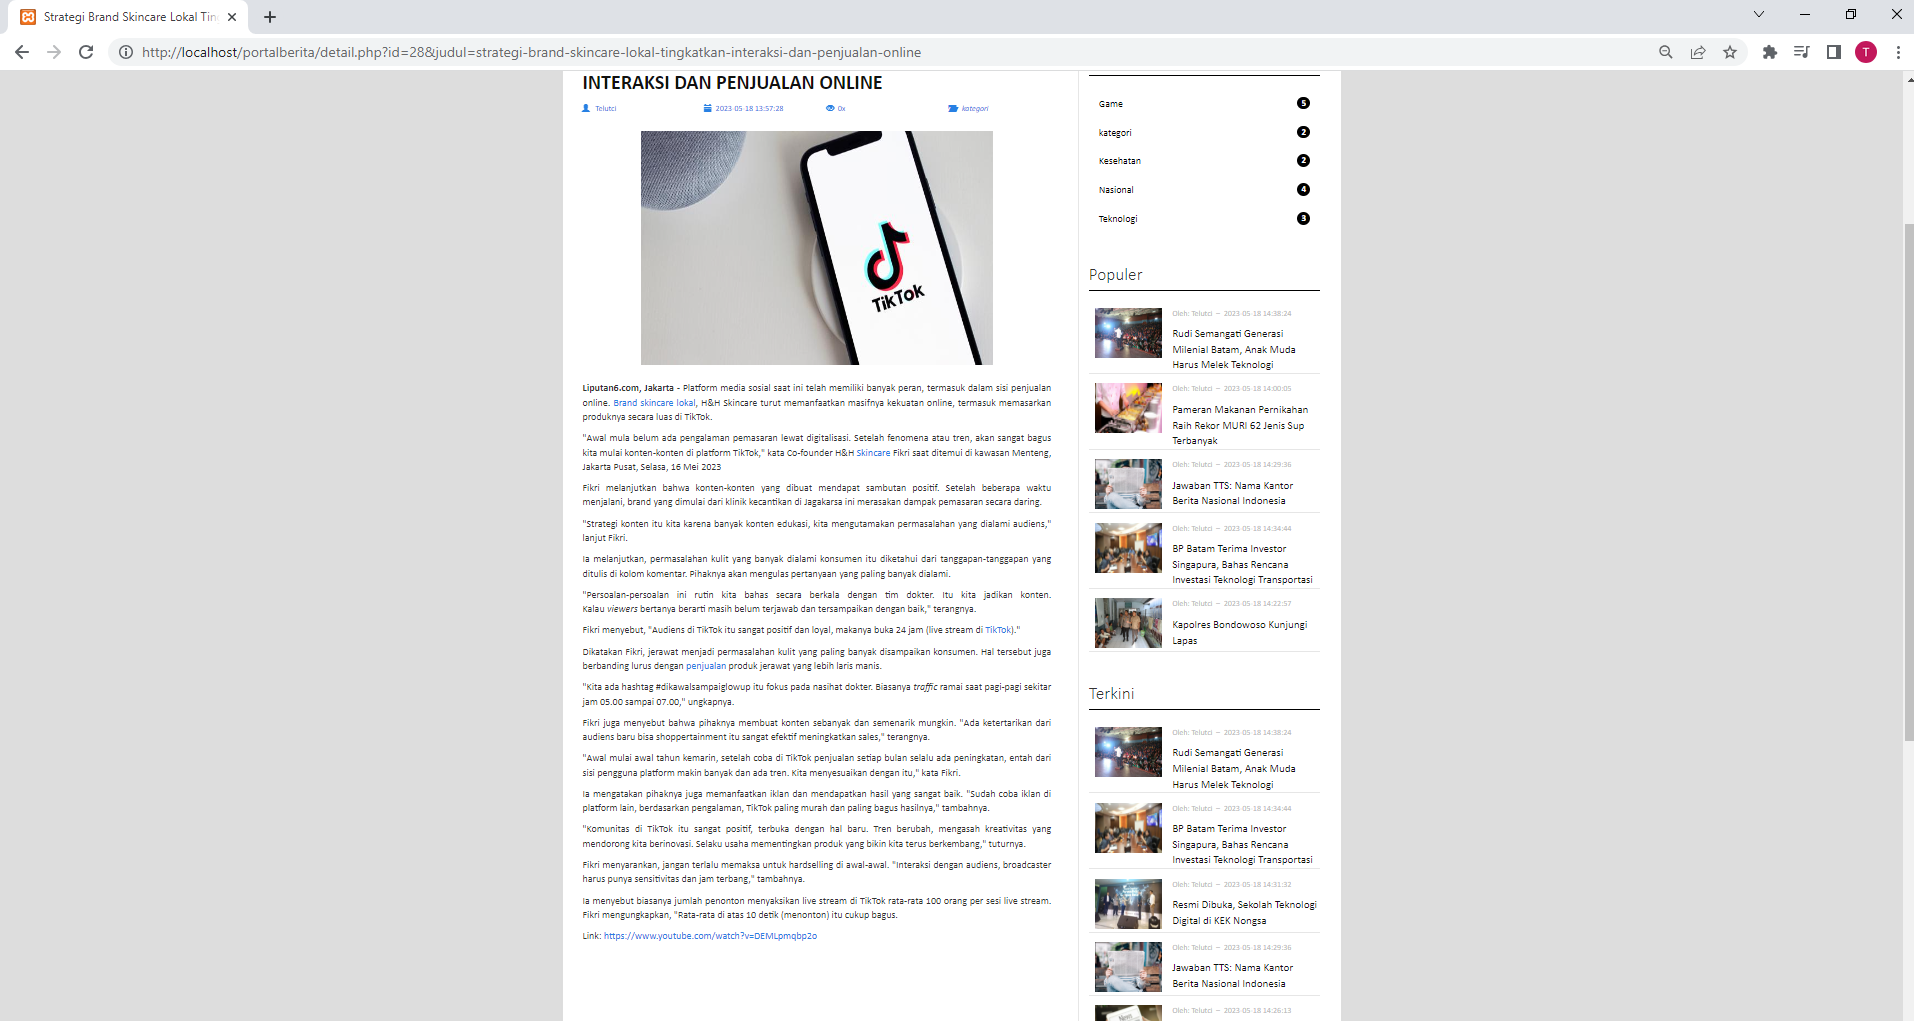 Strategi Brand Skincare Lokal Tin
http://localhost/portalberita/detail.php?id=28&judul=strategi-brand-skincare-lokal-tingkatkan-interaksi-dan-penjualan-online
T
INTERAKSI DAN PENJUALAN ONLINE
Telutci 2023-05-18 13:57:28 0x kategori
TikTok
Liputan6.com, Jakarta - Platform media sosial saat ini telah memiliki banyak peran, termasuk dalam sisi penjualan
online. Brand skincare lokal, H&H Skincare turut memanfaatkan masifnya kekuatan online, termasuk memasarkan
produknya secara luas di TikTok.
"Awal mula belum ada pengalaman pemasaran lewat digitalisasi. Setelah fenomena atau tren, akan sangat bagus
kita mulai konten-konten di platform TikTok," kata Co-founder H&H Skincare Fikri saat ditemui di kawasan Menteng,
Jakarta Pusat, Selasa, 16 Mei 2023
Fikri melanjutkan bahwa konten-konten yang dibuat mendapat sambutan positif. Setelah beberapa waktu
menjalani, brand yang dimulai dari klinik kecantikan di Jagakarsa ini merasakan dampak pemasaran secara daring.
"Strategi konten itu kita karena banyak konten edukasi, kita mengutamakan permasalahan yang dialami audiens,"
lanjut Fikri.
Ia melanjutkan, permasalahan kulit yang banyak dialami konsumen itu diketahui dari tanggapan-tanggapan yang
ditulis di kolom komentar. Pihaknya akan mengulas pertanyaan yang paling banyak dialami.
"Persoalan-persoalan ini rutin kita bahas secara berkala dengan tim dokter. Itu kita jadikan konten.
Kalau viewers bertanya berarti masih belum terjawab dan tersampaikan dengan baik," terangnya.
Fikri menyebut, "Audiens di TikTok itu sangat positif dan loyal, makanya buka 24 jam (live stream di TikTok)."
Dikatakan Fikri, jerawat menjadi permasalahan kulit yang paling banyak disampaikan konsumen. Hal tersebut juga
berbanding lurus dengan penjualan produk jerawat yang lebih laris manis.
"Kita ada hashtag #dikawalsampaiglowup itu fokus pada nasihat dokter. Biasanya traffic ramai saat pagi-pagi sekitar
jam 05.00 sampai 07.00," ungkapnya.
Fikri juga menyebut bahwa pihaknya membuat konten sebanyak dan semenarik mungkin. "Ada ketertarikan dari
audiens baru bisa shoppertainment itu sangat efektif meningkatkan sales," terangnya.
"Awal mulai awal tahun kemarin, setelah coba di TikTok penjualan setiap bulan selalu ada peningkatan, entah dari
sisi pengguna platform makin banyak dan ada tren. Kita menyesuaikan dengan itu," kata Fikri.
Ia mengatakan pihaknya juga memanfaatkan iklan dan mendapatkan hasil yang sangat baik. "Sudah coba iklan di
platform lain, berdasarkan pengalaman, TikTok paling murah dan paling bagus hasilnya," tambahnya.
"Komunitas di TikTok itu sangat positif, terbuka dengan hal baru. Tren berubah, mengasah kreativitas yang
mendorong kita berinovasi. Selaku usaha mementingkan produk yang bikin kita terus berkembang," tuturnya.
Fikri menyarankan, jangan terlalu memaksa untuk hardselling di awal-awal. "Interaksi dengan audiens, broadcaster
harus punya sensitivitas dan jam terbang," tambahnya.
Ia menyebut biasanya jumlah penonton menyaksikan live stream di TikTok rata-rata 100 orang per sesi live stream.
Fikri mengungkapkan, "Rata-rata di atas 10 detik (menonton) itu cukup bagus.
Link: https://www.youtube.com/watch?v=DEMLpmqbp2o
Game 5
kategori 2
Kesehatan 2
Nasional 4
Teknologi 3
Populer
Oleh: Telutci – 2023-05-18 14:38:24
Rudi Semangati Generasi
Milenial Batam, Anak Muda
Harus Melek Teknologi
Oleh: Telutci – 2023-05-18 14:00:05
Pameran Makanan Pernikahan
Raih Rekor MURI 62 Jenis Sup
Terbanyak
Oleh: Telutci – 2023-05-18 14:29:36
Jawaban TTS: Nama Kantor
Berita Nasional Indonesia
Oleh: Telutci – 2023-05-18 14:34:44
BP Batam Terima Investor
Singapura, Bahas Rencana
Investasi Teknologi Transportasi
Oleh: Telutci – 2023-05-18 14:22:57
Kapolres Bondowoso Kunjungi
Lapas
Terkini
Oleh: Telutci – 2023-05-18 14:38:24
Rudi Semangati Generasi
Milenial Batam, Anak Muda
Harus Melek Teknologi
Oleh: Telutci – 2023-05-18 14:34:44
BP Batam Terima Investor
Singapura, Bahas Rencana
Investasi Teknologi Transportasi
Oleh: Telutci – 2023-05-18 14:31:32
Resmi Dibuka, Sekolah Teknologi
Digital di KEK Nongsa
Oleh: Telutci – 2023-05-18 14:29:36
Jawaban TTS: Nama Kantor
Berita Nasional Indonesia
Oleh: Telutci – 2023-05-18 14:26:13